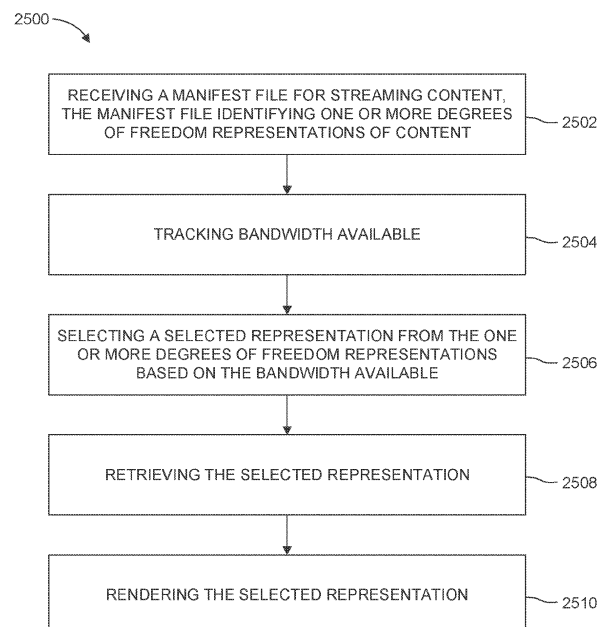 2500
RECEIVING A MANIFEST FILE FOR STREAMING CONTENT,
THE MANIFEST FILE IDENTIFYING ONE OR MORE DEGREES
OF FREEDOM REPRESENTATIONS OF CONTENT
2502
TRACKING BANDWIDTH AVAILABLE
2504
SELECTING A SELECTED REPRESENTATION FROM THE ONE
OR MORE DEGREES OF FREEDOM REPRESENTATIONS
BASED ON THE BANDWIDTH AVAILABLE
2506
RETRIEVING THE SELECTED REPRESENTATION
2508
RENDERING THE SELECTED REPRESENTATION
2510